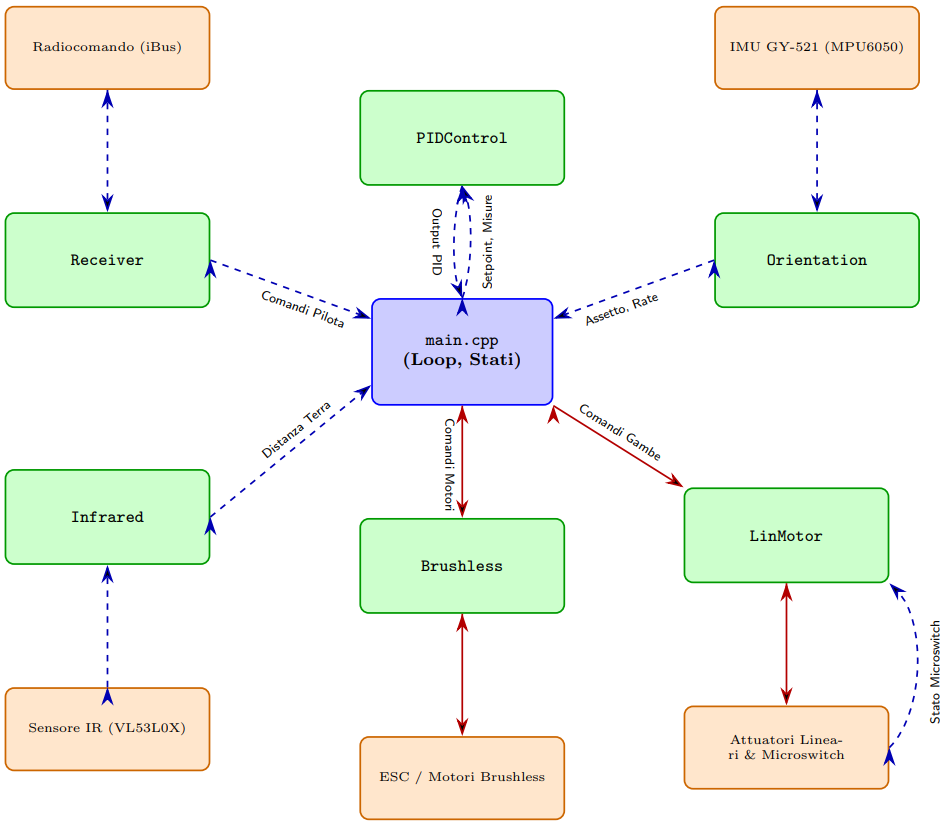 Radiocomando (iBus)
IMU GY-521 (MPU6050)
PIDControl
Output PID
Setpoint, Misure
Receiver
Orientation
Comandi Pilota
Assetto, Rate
main.cpp
(Loop, Stati)
Distanza Terra
Comandi Motori
Comandi Gambe
Infrared
Brushless
LinMotor
Stato Microswitch
Sensore IR (VL53L0X)
ESC / Motori Brushless
Attuatori Linea-
ri & Microswitch